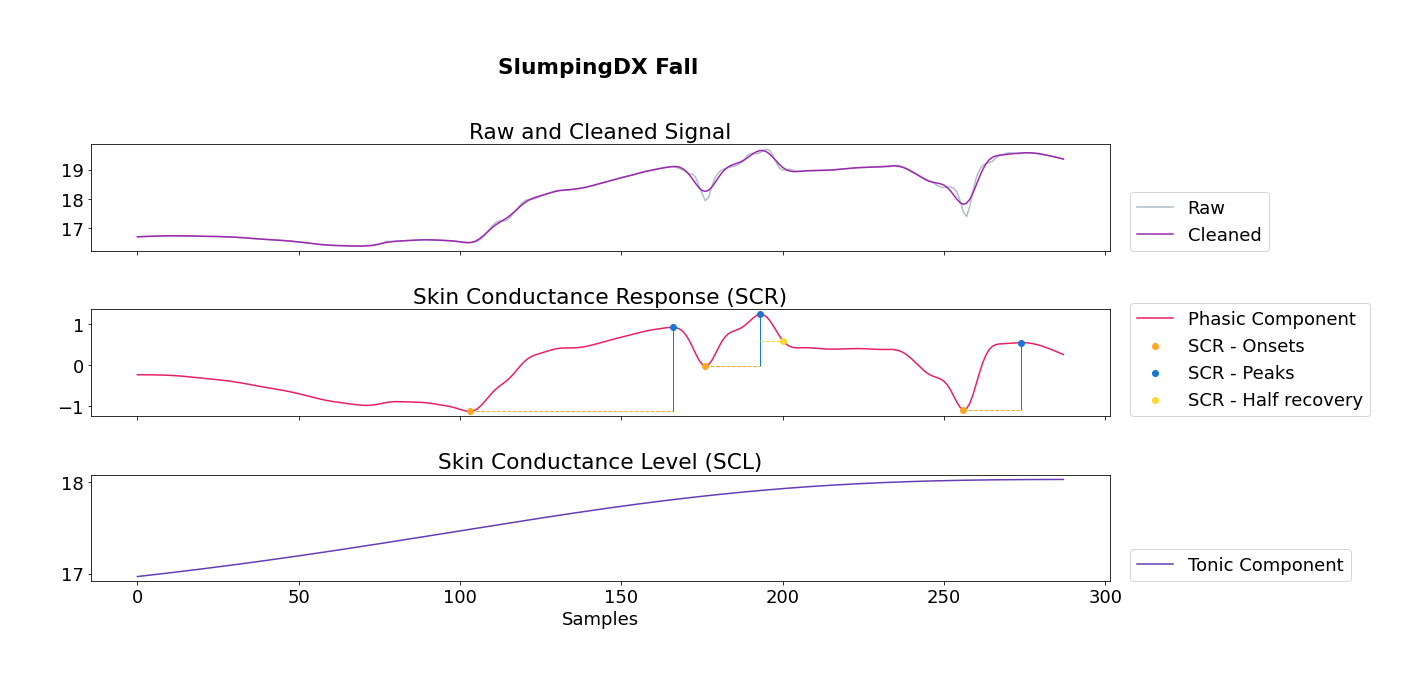 SlumpingDX Fall
Raw and Cleaned Signal
19
18
17
Raw
Cleaned
Skin Conductance Response (SCR)
1
0
−1
Phasic Component
SCR - Onsets
SCR - Peaks
SCR - Half recovery
Skin Conductance Level (SCL)
18
17
Tonic Component
0 50 100 150 200 250 300
Samples